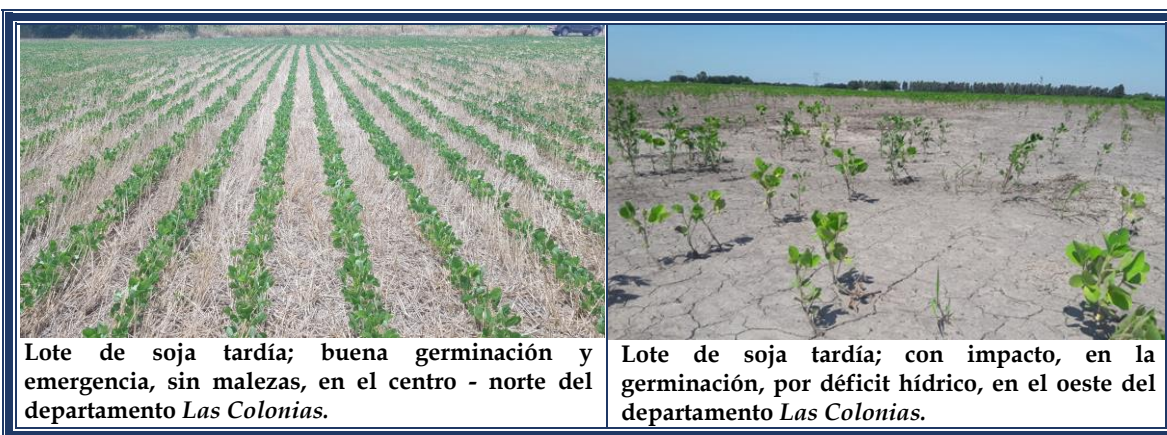 Lote de soja tardía; buena germinación y
emergencia, sin malezas, en el centro - norte del
departamento Las Colonias.
Lote de soja tardía; con impacto, en la
germinación, por déficit hídrico, en el oeste del
departamento Las Colonias.